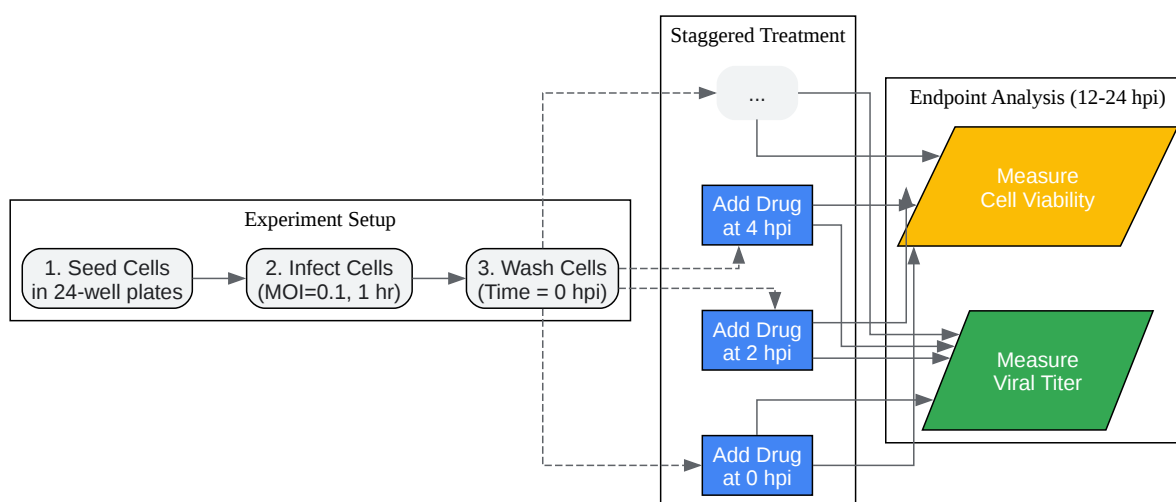 Experiment Setup
1. Seed Cells
in 24-well plates
2. Infect Cells
(MOI=0.1, 1 hr)
3. Wash Cells
(Time = 0 hpi)
Staggered Treatment
...
Add Drug
at 4 hpi
Add Drug
at 2 hpi
Add Drug
at 0 hpi
Endpoint Analysis (12-24 hpi)
Measure
Cell Viability
Measure
Viral Titer